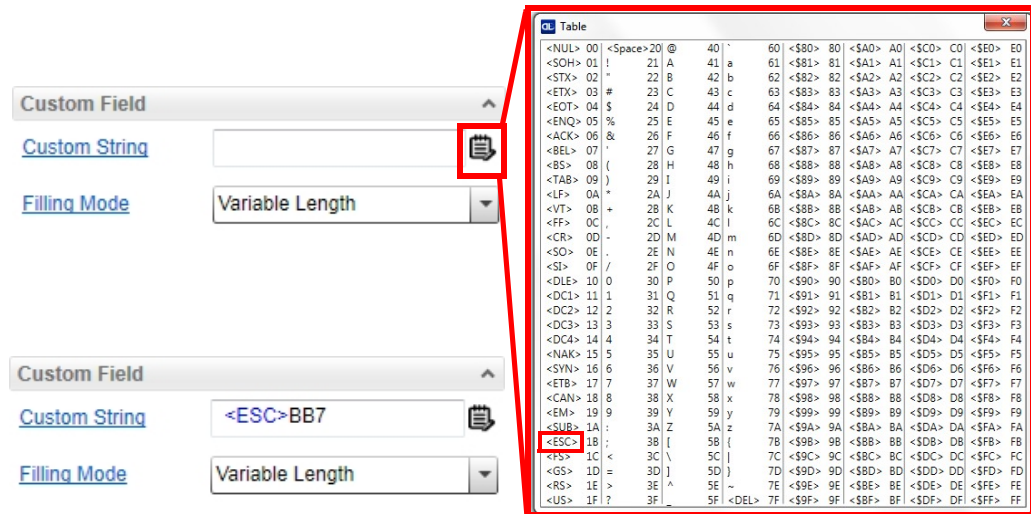 Custom Field
Custom String
Filling Mode Variable Length
Custom Field
Custom String <ESC>BB7
Filling Mode Variable Length
Table
<NUL> 00 <Space>20 @ 40 ` 60 <$80> 80 <$A0> A0 <$C0> C0 <$E0> E0
<SOH> 01 ! 21 A 41 a 61 <$81> 81 <$A1> A1 <$C1> C1 <$E1> E1
<STX> 02 " 22 B 42 b 62 <$82> 82 <$A2> A2 <$C2> C2 <$E2> E2
<ETX> 03 # 23 C 43 c 63 <$83> 83 <$A3> A3 <$C3> C3 <$E3> E3
<EOT> 04 $ 24 D 44 d 64 <$84> 84 <$A4> A4 <$C4> C4 <$E4> E4
<ENQ> 05 % 25 E 45 e 65 <$85> 85 <$A5> A5 <$C5> C5 <$E5> E5
<ACK> 06 & 26 F 46 f 66 <$86> 86 <$A6> A6 <$C6> C6 <$E6> E6
<BEL> 07 ' 27 G 47 g 67 <$87> 87 <$A7> A7 <$C7> C7 <$E7> E7
<BS> 08 ( 28 H 48 h 68 <$88> 88 <$A8> A8 <$C8> C8 <$E8> E8
<TAB> 09 ) 29 I 49 i 69 <$89> 89 <$A9> A9 <$C9> C9 <$E9> E9
<LF> 0A * 2A J 4A j 6A <$8A> 8A <$AA> AA <$CA> CA <$EA> EA
<VT> 0B + 2B K 4B k 6B <$8B> 8B <$AB> AB <$CB> CB <$EB> EB
<FF> 0C , 2C L 4C l 6C <$8C> 8C <$AC> AC <$CC> CC <$EC> EC
<CR> 0D - 2D M 4D m 6D <$8D> 8D <$AD> AD <$CD> CD <$ED> ED
<SO> 0E . 2E N 4E n 6E <$8E> 8E <$AE> AE <$CE> CE <$EE> EE
<SI> 0F / 2F O 4F o 6F <$8F> 8F <$AF> AF <$CF> CF <$EF> EF
<DLE> 10 0 30 P 50 p 70 <$90> 90 <$B0> B0 <$D0> D0 <$F0> F0
<DC1> 11 1 31 Q 51 q 71 <$91> 91 <$B1> B1 <$D1> D1 <$F1> F1
<DC2> 12 2 32 R 52 r 72 <$92> 92 <$B2> B2 <$D2> D2 <$F2> F2
<DC3> 13 3 33 S 53 s 73 <$93> 93 <$B3> B3 <$D3> D3 <$F3> F3
<DC4> 14 4 34 T 54 t 74 <$94> 94 <$B4> B4 <$D4> D4 <$F4> F4
<NAK> 15 5 35 U 55 u 75 <$95> 95 <$B5> B5 <$D5> D5 <$F5> F5
<SYN> 16 6 36 V 56 v 76 <$96> 96 <$B6> B6 <$D6> D6 <$F6> F6
<ETB> 17 7 37 W 57 w 77 <$97> 97 <$B7> B7 <$D7> D7 <$F7> F7
<CAN> 18 8 38 X 58 x 78 <$98> 98 <$B8> B8 <$D8> D8 <$F8> F8
<EM> 19 9 39 Y 59 y 79 <$99> 99 <$B9> B9 <$D9> D9 <$F9> F9
<SUB> 1A : 3A Z 5A z 7A <$9A> 9A <$BA> BA <$DA> DA <$FA> FA
<ESC> 1B ; 3B [ 5B { 7B <$9B> 9B <$BB> BB <$DB> DB <$FB> FB
<FS> 1C < 3C \ 5C | 7C <$9C> 9C <$BC> BC <$DC> DC <$FC> FC
<GS> 1D = 3D ] 5D } 7D <$9D> 9D <$BD> BD <$DD> DD <$FD> FD
<RS> 1E > 3E ^ 5E ~ 7E <$9E> 9E <$BE> BE <$DE> DE <$FE> FE
<US> 1F ? 3F _ 5F <DEL> 7F <$9F> 9F <$BF> BF <$DF> DF <$FF> FF